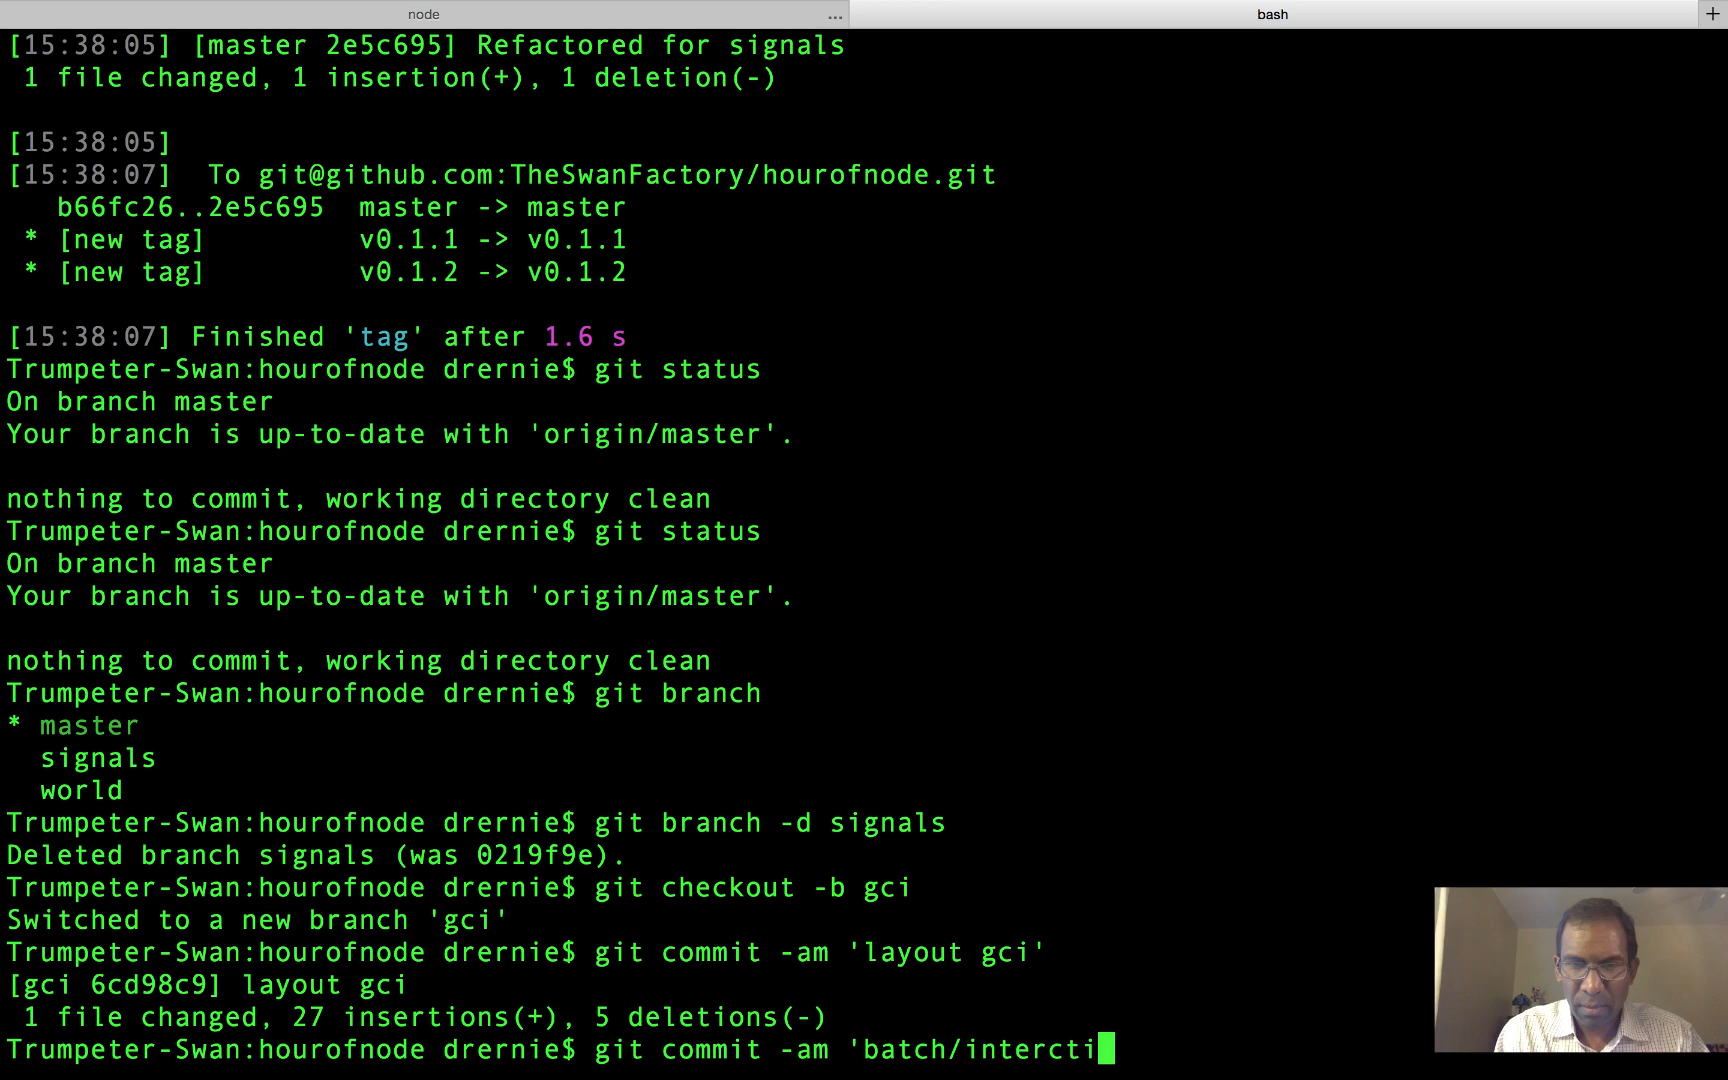 node
...
bash
+
[15:38:05] [master 2e5c695] Refactored for signals
1 file changed, 1 insertion(+), 1 deletion(-)
[15:38:05]
[15:38:07]  To git@github.com:TheSwanFactory/hourofnode.git
b66fc26..2e5c695  master -> master
* [new tag]         v0.1.1 -> v0.1.1
* [new tag]         v0.1.2 -> v0.1.2
[15:38:07] Finished 'tag' after 1.6 s
Trumpeter-Swan:hourofnode drernie$ git status
On branch master
Your branch is up-to-date with 'origin/master'.
nothing to commit, working directory clean
Trumpeter-Swan:hourofnode drernie$ git status
On branch master
Your branch is up-to-date with 'origin/master'.
nothing to commit, working directory clean
Trumpeter-Swan:hourofnode drernie$ git branch
* master
signals
world
Trumpeter-Swan:hourofnode drernie$ git branch -d signals
Deleted branch signals (was 0219f9e).
Trumpeter-Swan:hourofnode drernie$ git checkout -b gci
Switched to a new branch 'gci'
Trumpeter-Swan:hourofnode drernie$ git commit -am 'layout gci'
[gci 6cd98c9] layout gci
1 file changed, 27 insertions(+), 5 deletions(-)
Trumpeter-Swan:hourofnode drernie$ git commit -am 'batch/intercti